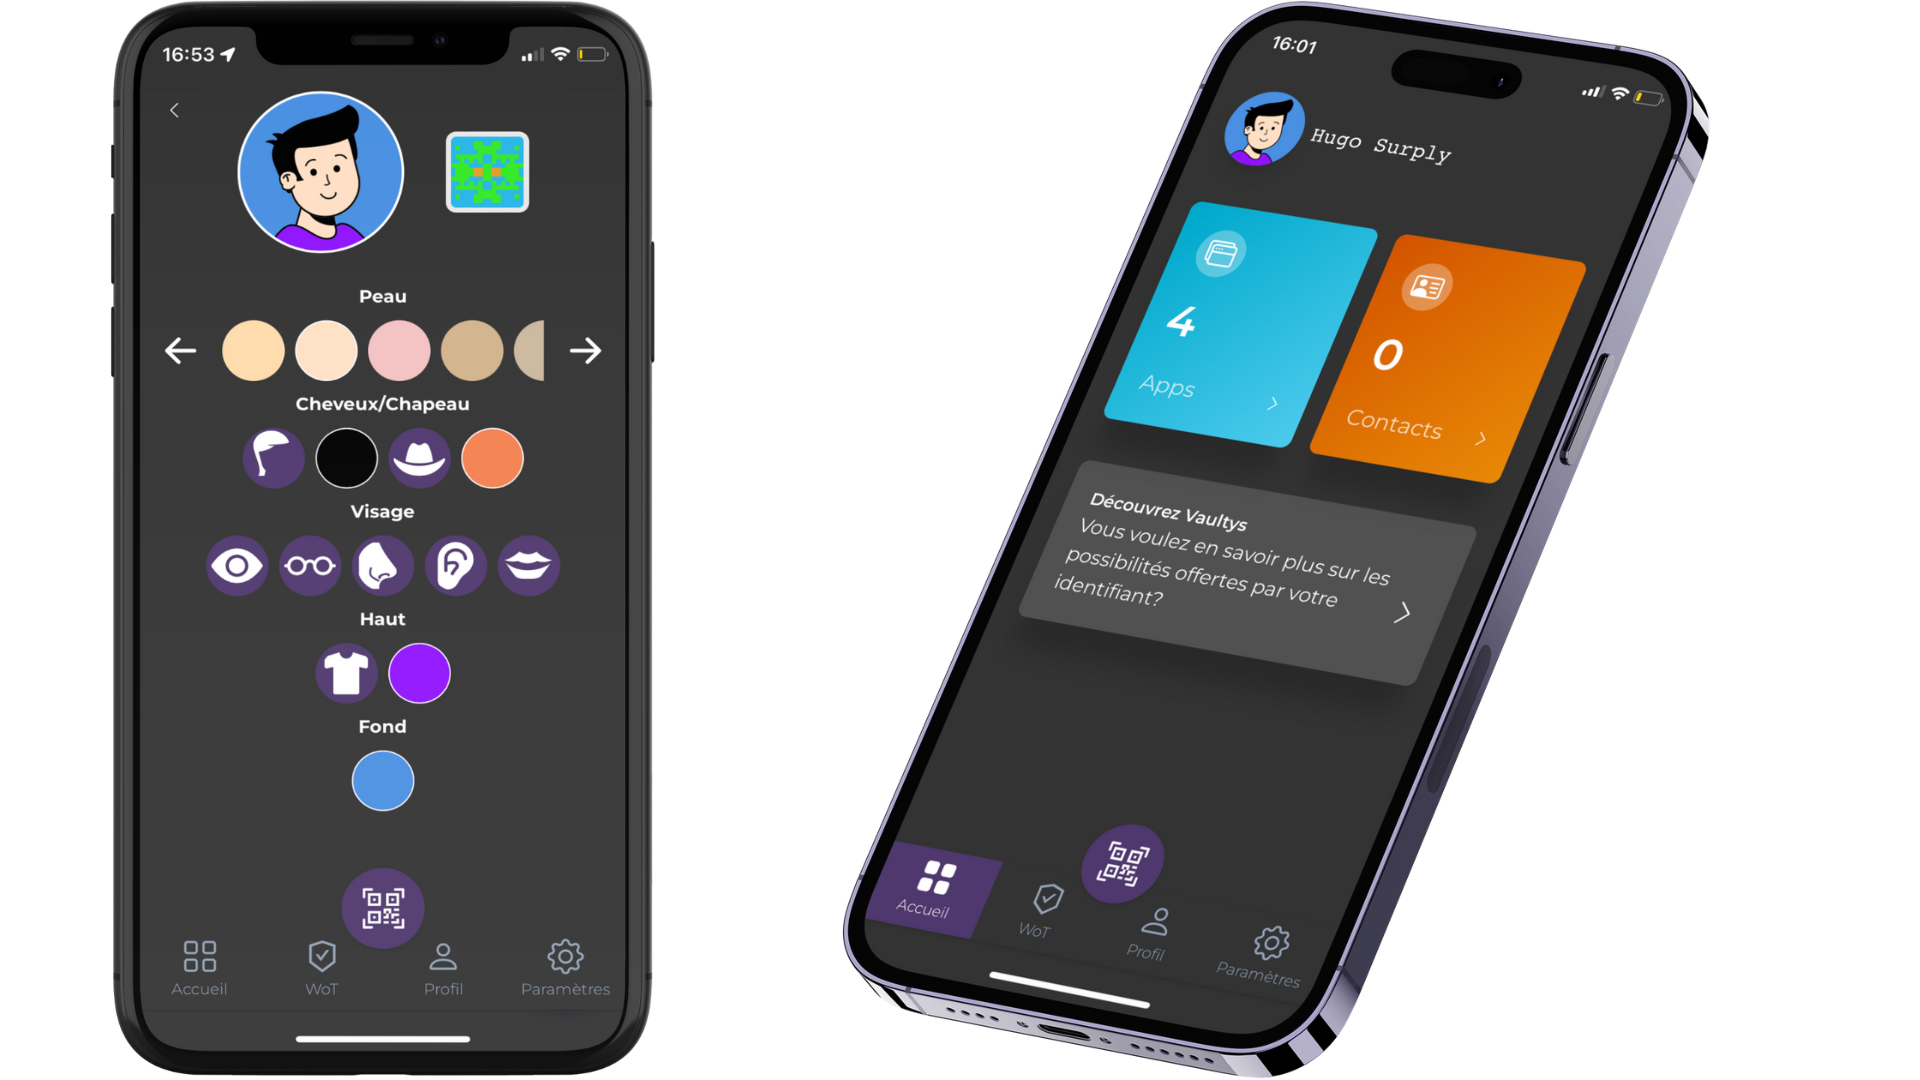 16:53
Peau
Cheveux/Chapeau
Visage
Haut
Fond
Accueil
WoT
Profil
Paramètres
16:01
Hugo Surply
4
Apps
0
Contacts
Découvrez Vaultys
Vous voulez en savoir plus sur les
possibilités offertes par votre
identifiant?
Accueil
WoT
Profil
Paramètres